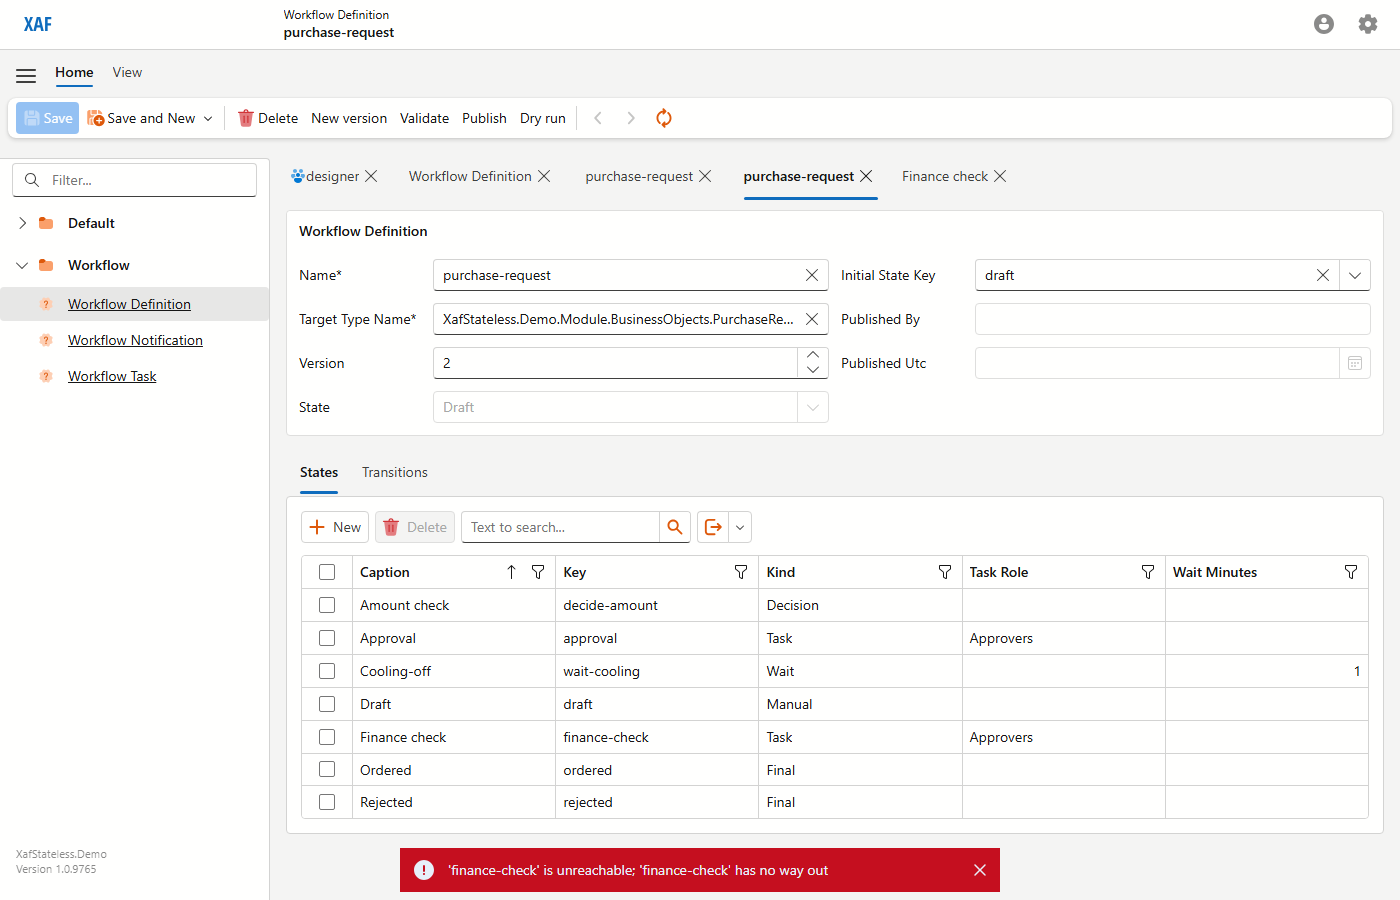 XAF
Workflow Definition
purchase-request
Home View
Save Save and New Delete New version Validate Publish Dry run
Filter...
Default
Workflow
Workflow Definition
Workflow Notification
Workflow Task
XafStateless.Demo
Version 1.0.9765
designer Workflow Definition purchase-request purchase-request Finance check
Workflow Definition
Name* purchase-request Initial State Key draft
Target Type Name* XafStateless.Demo.Module.BusinessObjects.PurchaseRe... Published By
Version 2 Published Utc
State Draft
States Transitions
New Delete Text to search...
Caption Key Kind Task Role Wait Minutes
Amount check decide-amount Decision
Approval approval Task Approvers
Cooling-off wait-cooling Wait 1
Draft draft Manual
Finance check finance-check Task Approvers
Ordered ordered Final
Rejected rejected Final
'finance-check' is unreachable; 'finance-check' has no way out